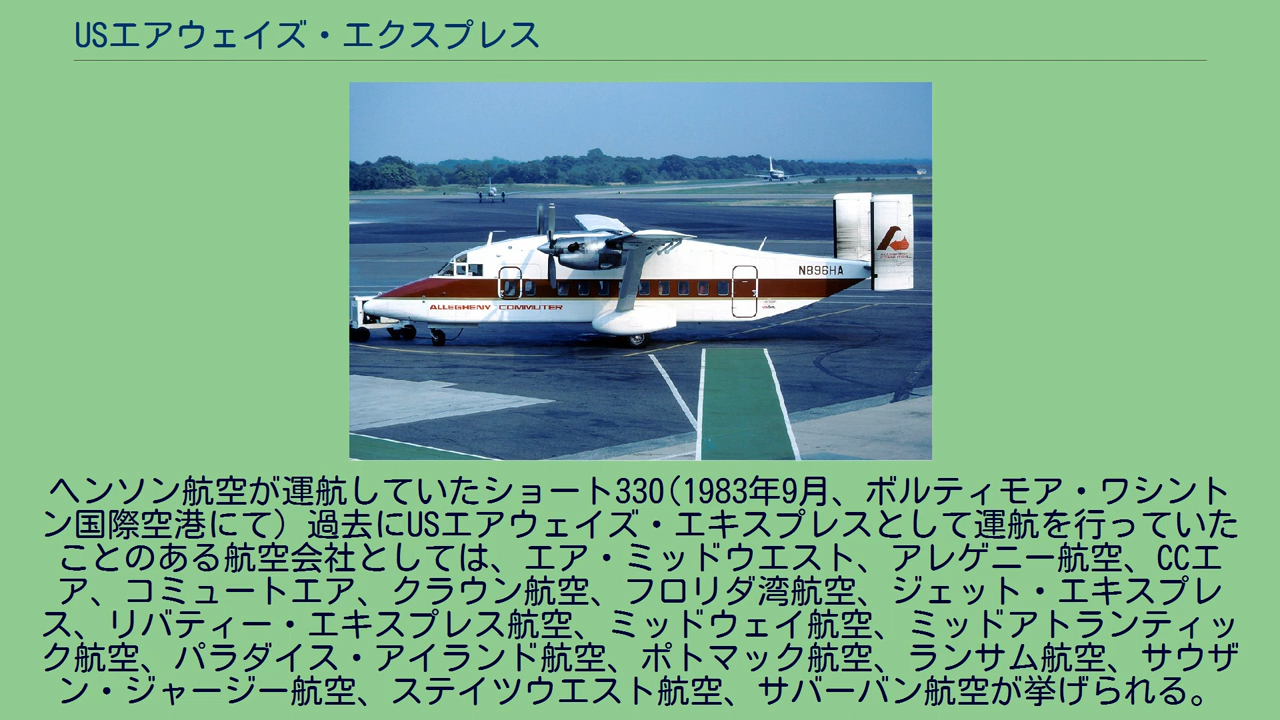 USエアウェイズ・エクスプレス
N896HA
ALLEGHENY COMMUTER
ヘンソン航空が運航していたショート330(1983年9月、ボルティモア・ワシント
ン国際空港にて) 過去にUSエアウェイズ・エキスプレスとして運航を行っていた
ことのある航空会社としては、エア・ミッドウエスト、アレゲニー航空、CCエ
ア、コミュートエア、クラウン航空、フロリダ湾航空、ジェット・エキスプレ
ス、リバティー・エキスプレス航空、ミッドウェイ航空、ミッドアトランティッ
ク航空、パラダイス・アイランド航空、ポトマック航空、ランサム航空、サウザ
ン・ジャージー航空、ステイツウエスト航空、サバーバン航空が挙げられる。